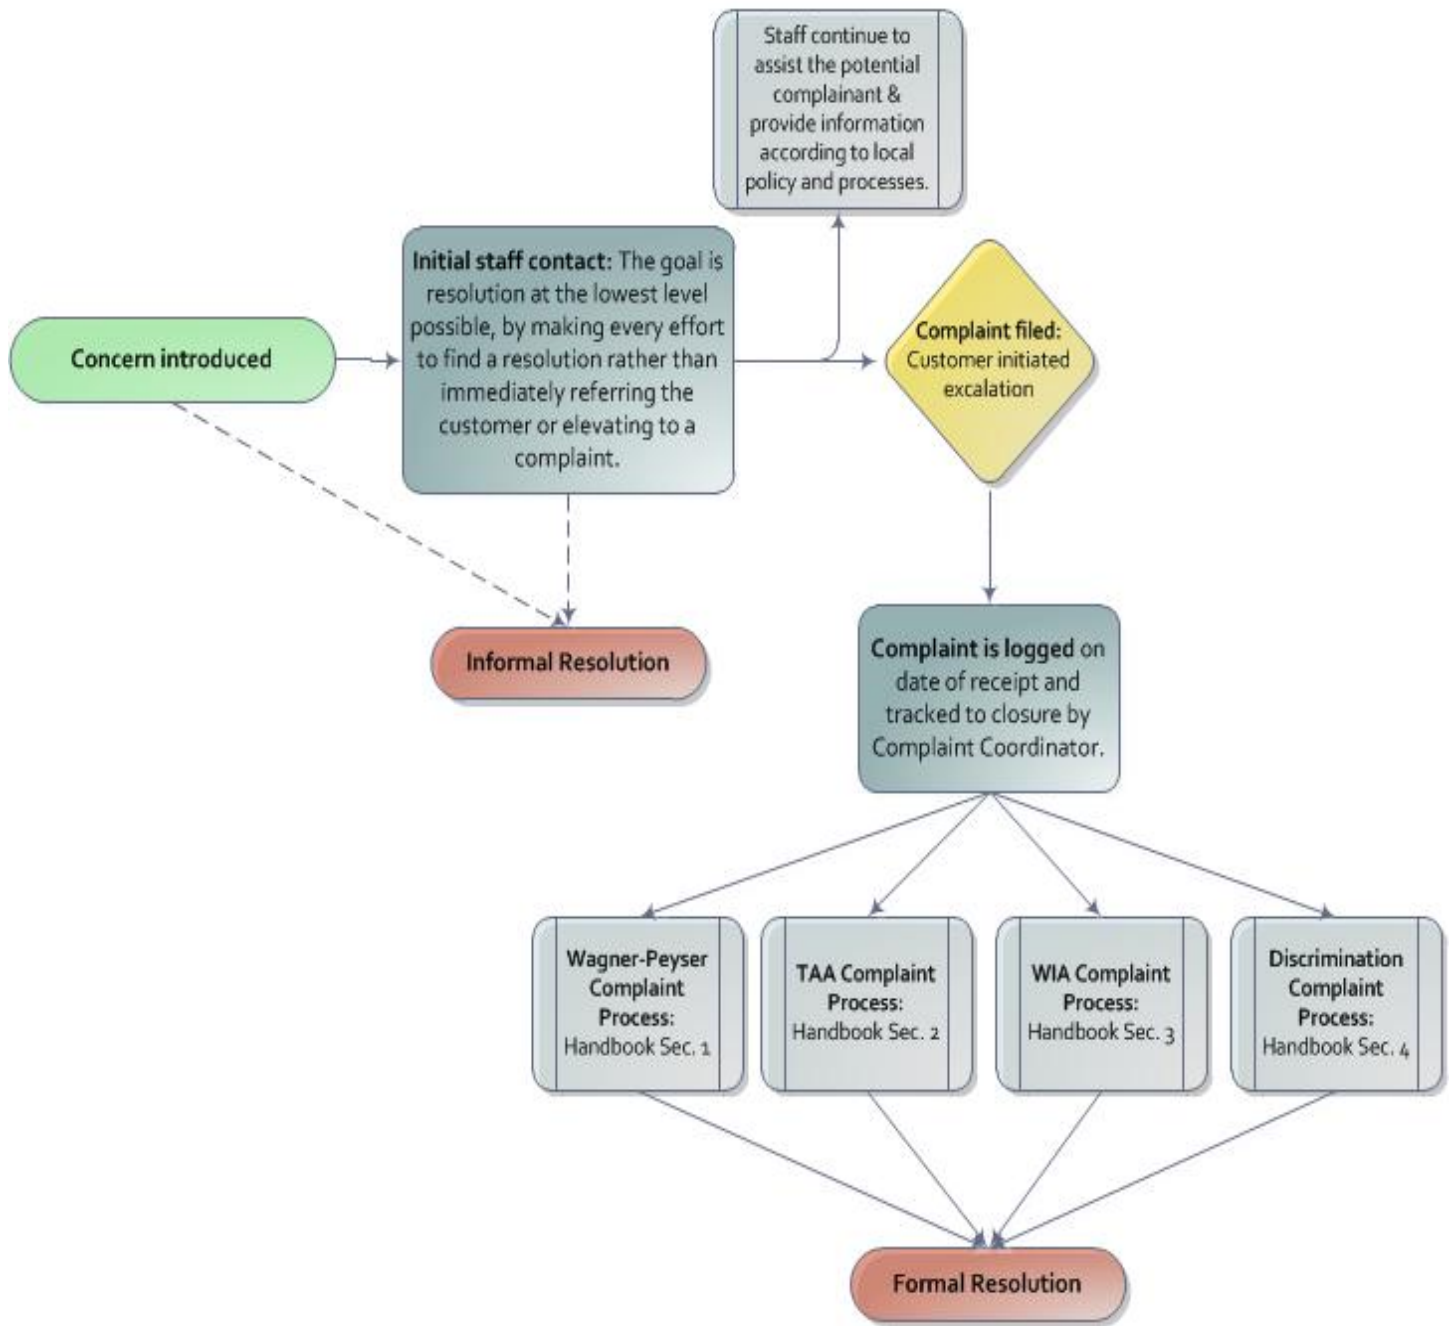 Staff continue to
assist the potential
complainant &
provide information
according to local
policy and processes.
Concern introduced
Initial staff contact: The goal is
resolution at the lowest level
possible, by making every effort
to find a resolution rather than
immediately referring the
customer or elevating to a
complaint.
Complaint filed:
Customer initiated
excalation
Informal Resolution
Complaint is logged on
date of receipt and
tracked to closure by
Complaint Coordinator.
Wagner-Peyser
Complaint
Process:
Handbook Sec. 1
TAA Complaint
Process:
Handbook Sec. 2
WIA Complaint
Process:
Handbook Sec. 3
Discrimination
Complaint
Process:
Handbook Sec. 4
Formal Resolution